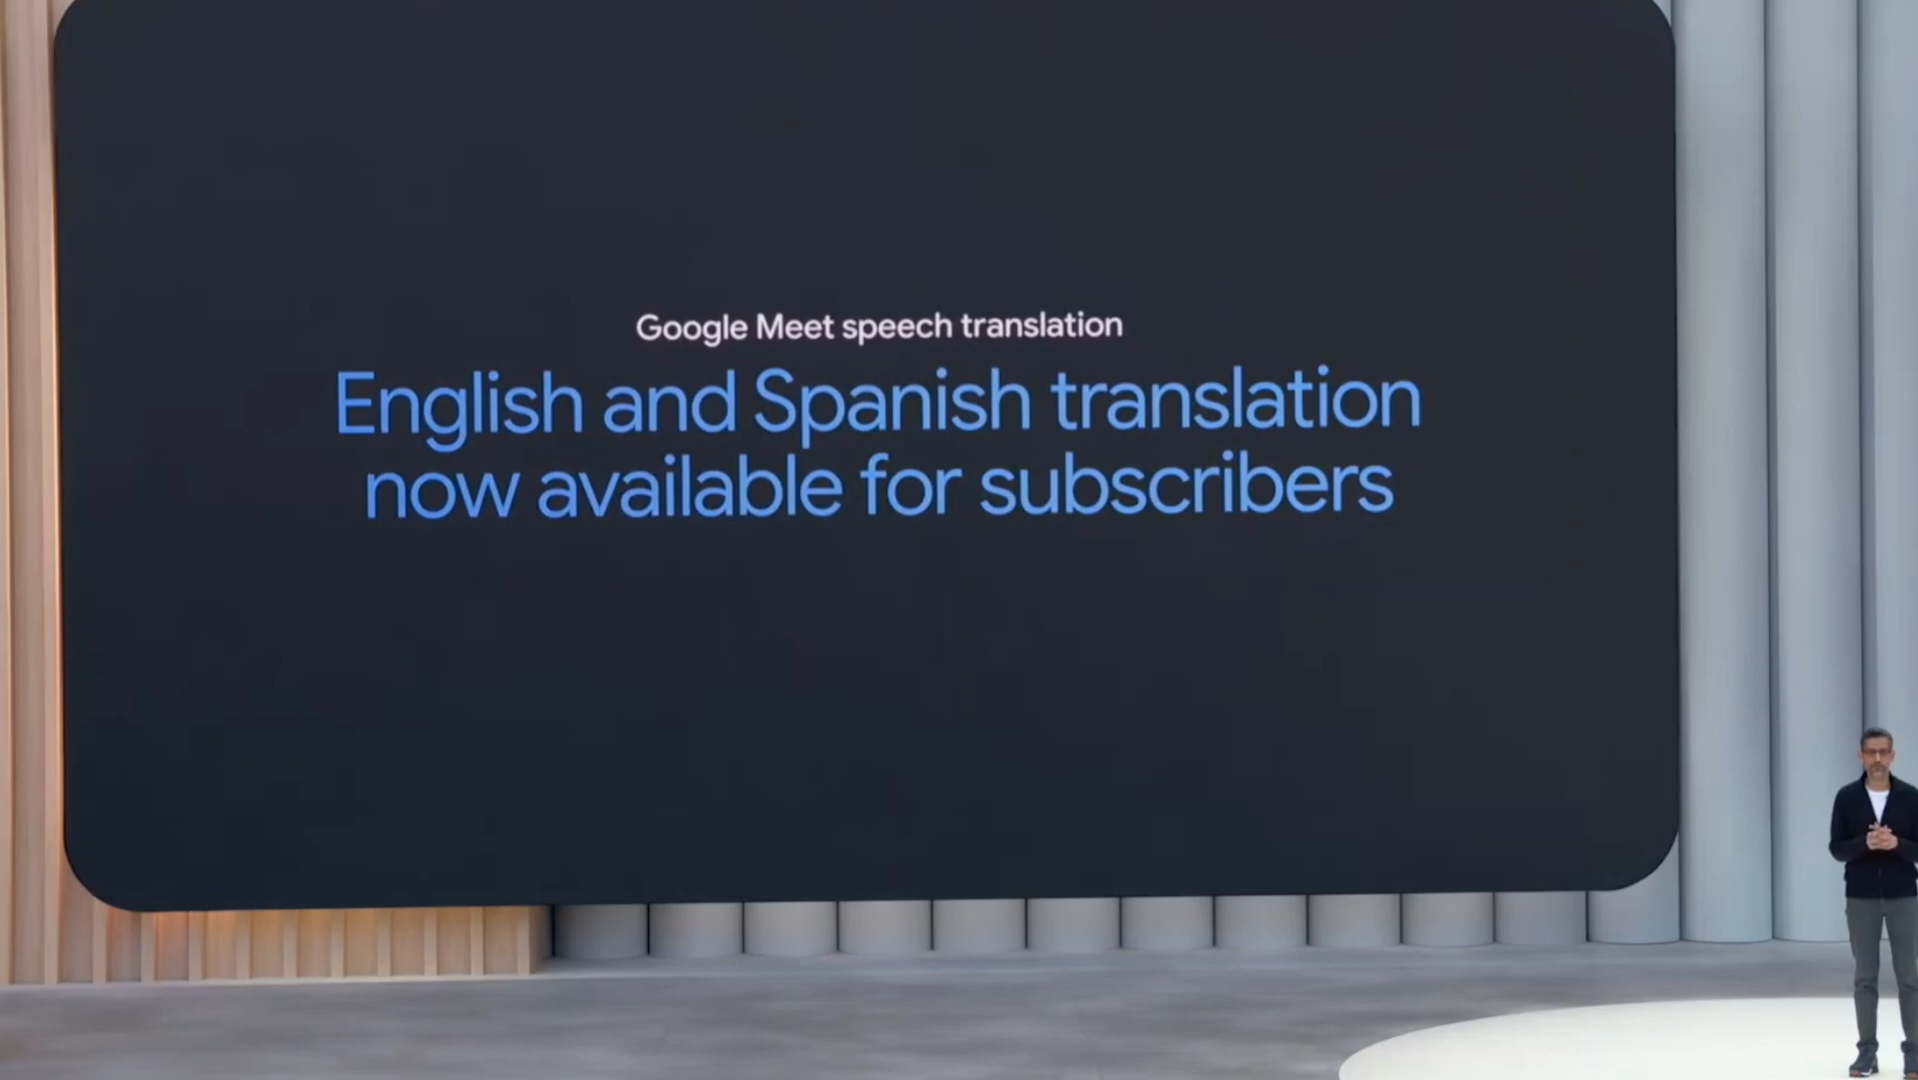 Google Meet speech translation
English and Spanish translation
now available for subscribers